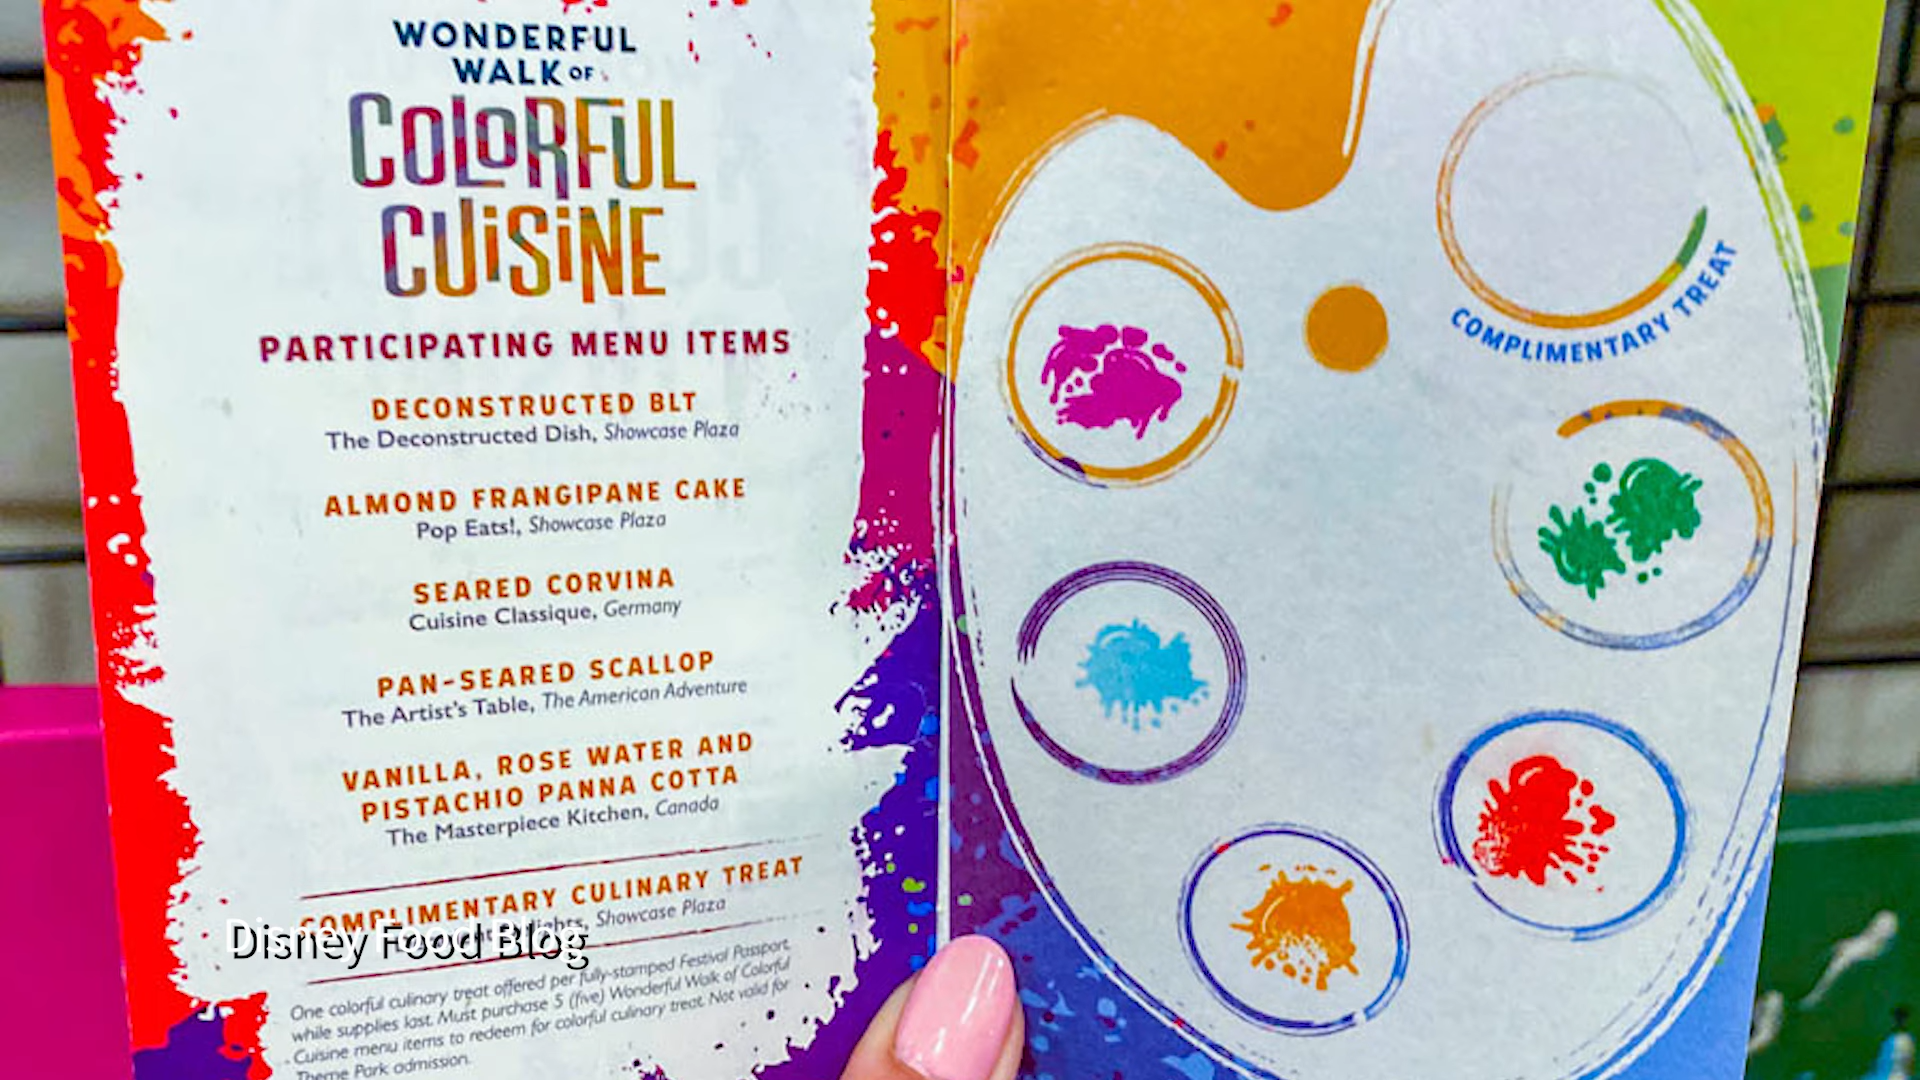 WONDERFUL
WALK OF
COLORFUL
CUISINE
PARTICIPATING MENU ITEMS
DECONSTRUCTED BLT
The Deconstructed Dish, Showcase Plaza
ALMOND FRANGIPANE CAKE
Pop Eats!, Showcase Plaza
SEARED CORVINA
Cuisine Classique, Germany
PAN-SEARED SCALLOP
The Artist's Table, The American Adventure
VANILLA, ROSE WATER AND
PISTACHIO PANNA COTTA
The Masterpiece Kitchen, Canada
COMPLIMENTARY CULINARY TREAT
Showcase Plaza
Disney Food Blog
One colorful culinary treat offered per fully-stamped Festival Passport,
while supplies last. Must purchase 5 (five) Wonderful Walk of Colorful
Cuisine menu items to redeem for colorful culinary treat. Not valid for
Theme Park admission.
COMPLIMENTARY TREAT